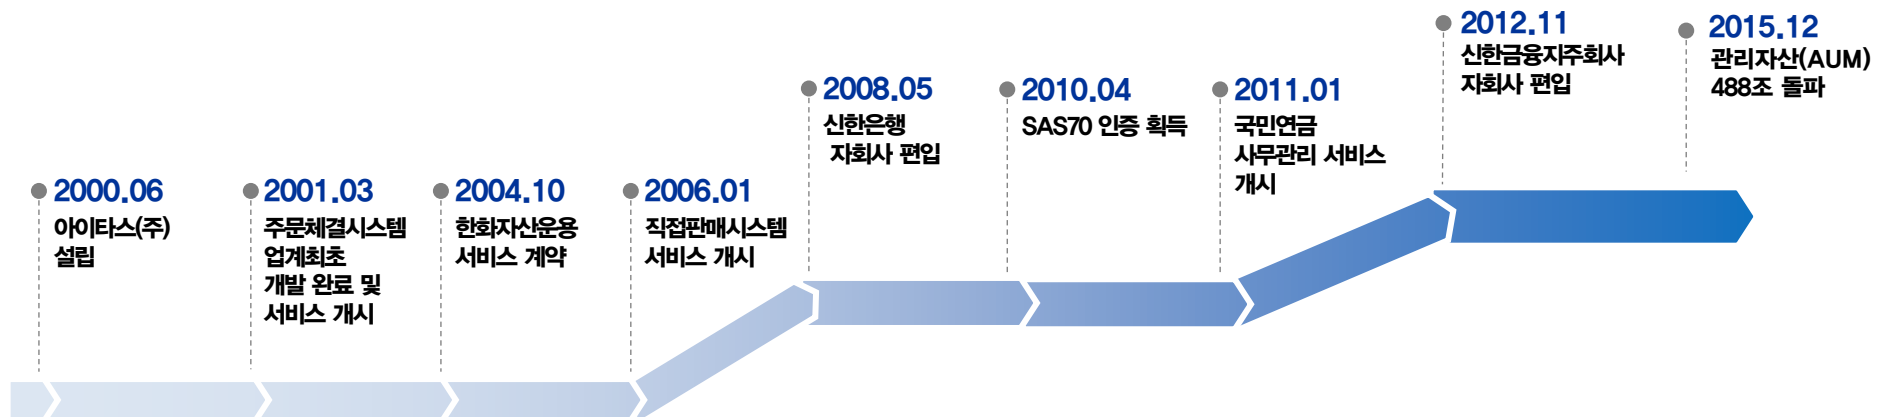 2000.06
아이타스(주)
설립
2001.03
주문체결시스템
업계최초
개발 완료 및
서비스 개시
2004.10
한화자산운용
서비스 계약
2006.01
직접판매시스템
서비스 개시
2008.05
신한은행
자회사 편입
2010.04
SAS70 인증 획득
2011.01
국민연금
사무관리 서비스
개시
2012.11
신한금융지주회사
자회사 편입
2015.12
관리자산(AUM)
488조 돌파